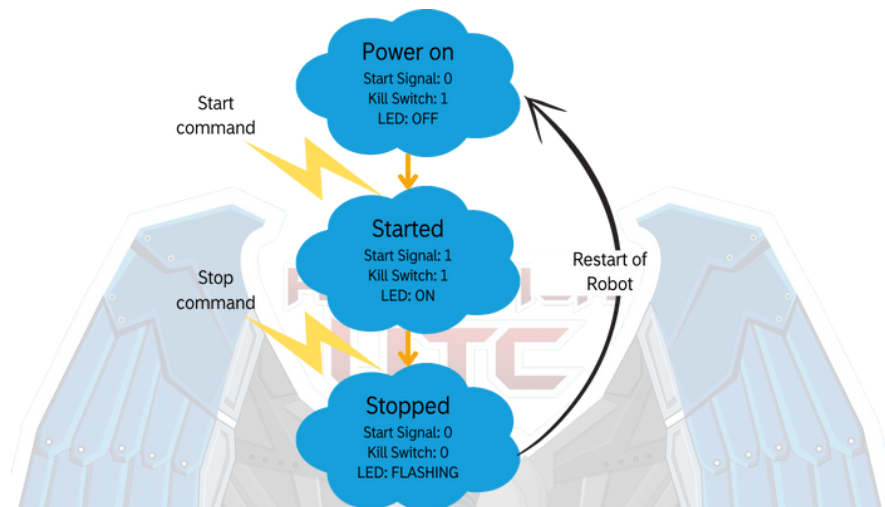 Power on
Start Signal: 0
Kill Switch: 1
LED: OFF
Start
command
Started
Start Signal: 1
Kill Switch: 1
LED: ON
Stop
command
Restart of
Robot
UTC
Stopped
Start Signal: 0
Kill Switch: 0
LED: FLASHING